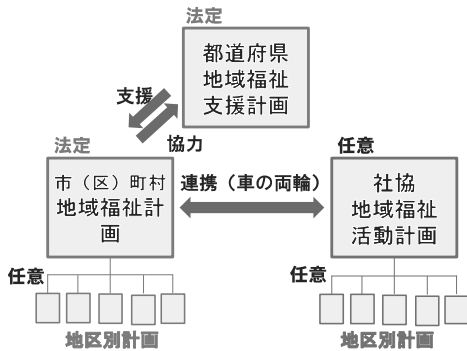 法定
都道府県
地域福祉
支援計画
支援
協力
法定
市（区）町村
地域福祉計
画
連携（車の両輪）
任意
社協
地域福祉
活動計画
任意
地区別計画
任意
地区別計画